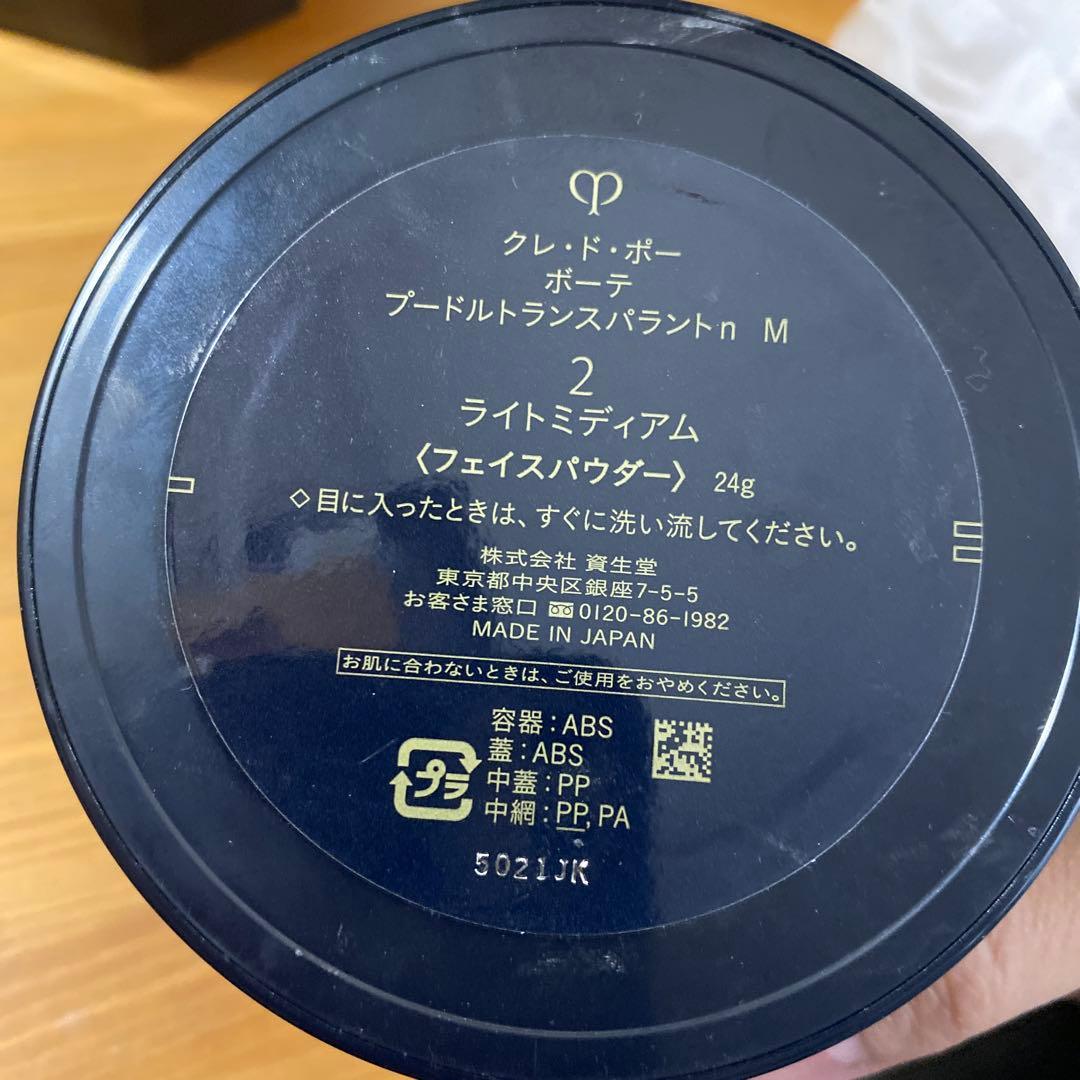 クレ・ド・ポー
ボーテ
プードルトランスパラントn M
2
ライトミディアム
〈フェイスパウダー〉 24g
◇目に入ったときは、すぐに洗い流してください。
株式会社 資生堂
東京都中央区銀座7-5-5
お客さま窓口 0120-86-1982
MADE IN JAPAN
お肌に合わないときは、ご使用をおやめください。
容器：ABS
蓋：ABS
プラ 中蓋：PP
中網：PP, PA
5021JK